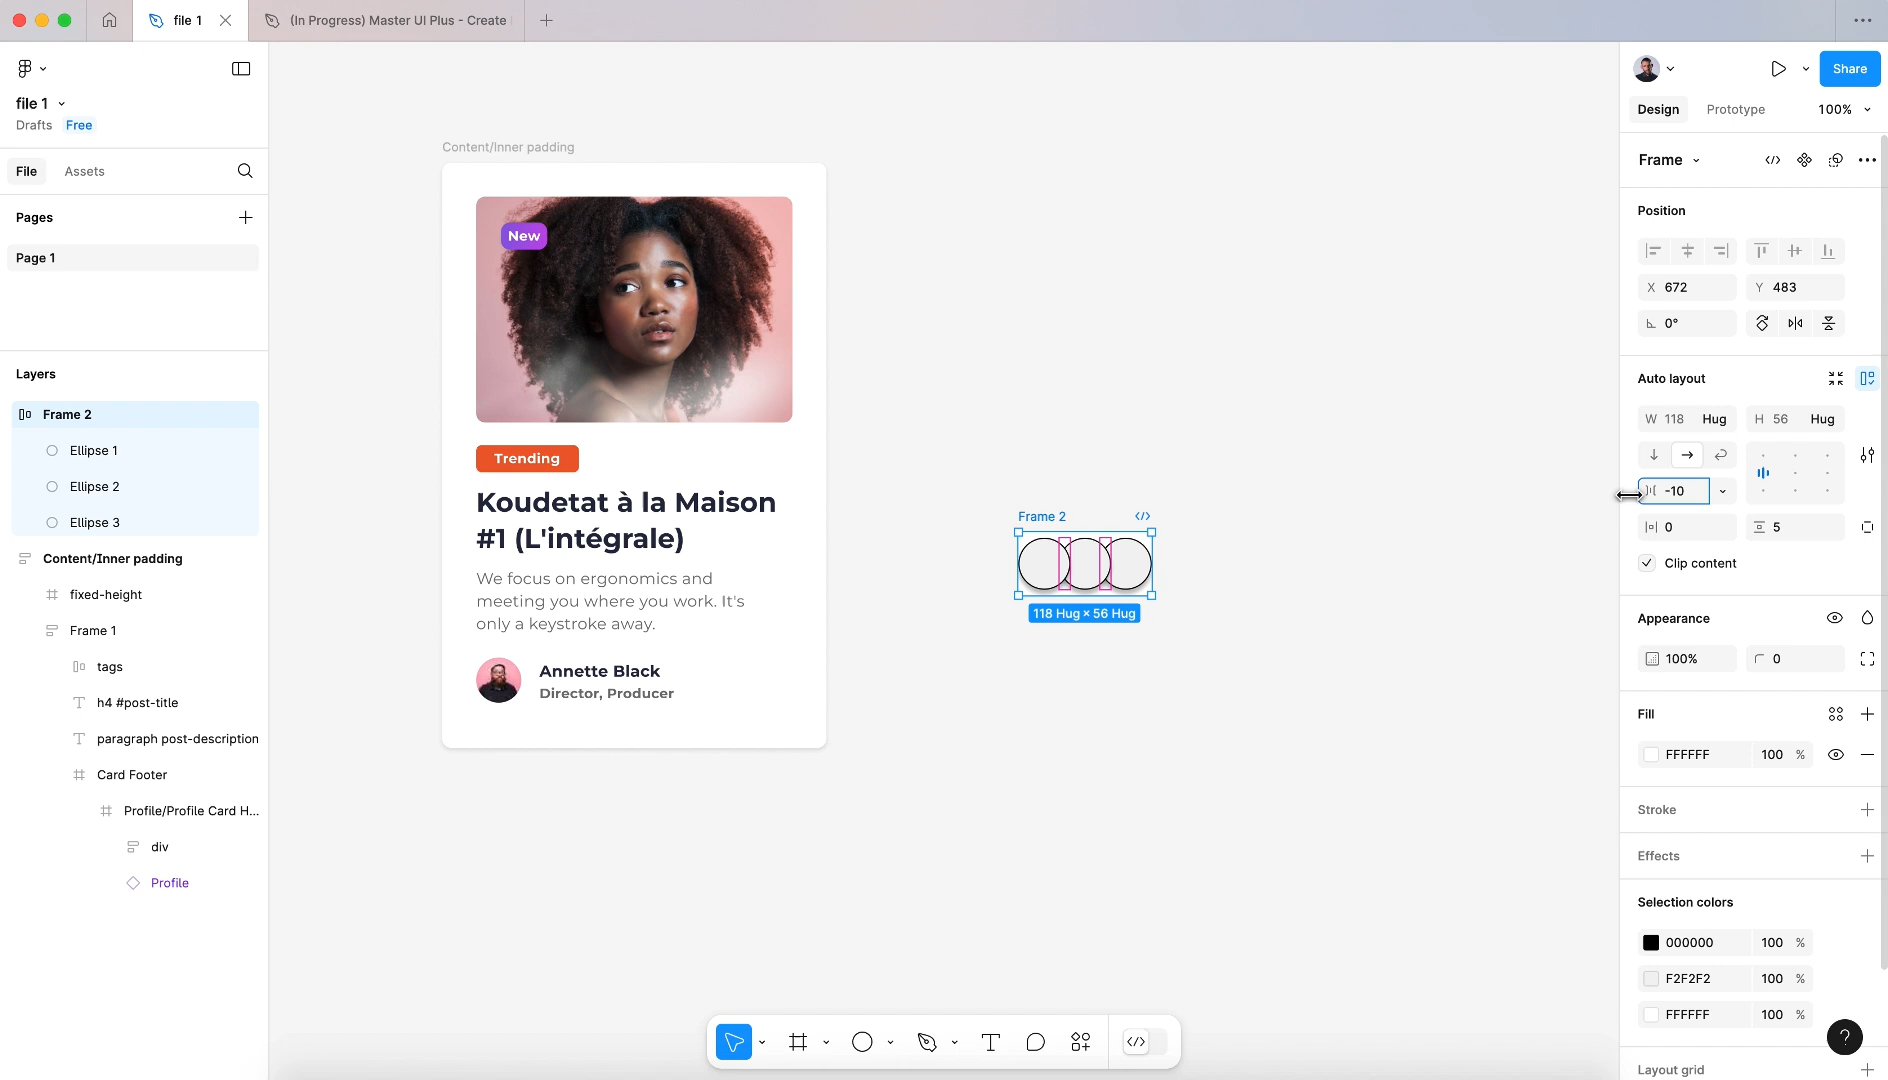 file 1
(In Progress) Master UI Plus - Create
file 1
Drafts Free
File Assets
Pages
Page 1
Layers
Frame 2
Ellipse 1
Ellipse 2
Ellipse 3
Content/Inner padding
fixed-height
Frame 1
tags
h4 #post-title
paragraph post-description
Card Footer
Profile/Profile Card H...
div
Profile
Content/Inner padding
New
Trending
Koudetat à la Maison
#1 (L'intégrale)
We focus on ergonomics and
meeting you where you work. It's
only a keystroke away.
Annette Black
Director, Producer
Frame 2
118 Hug × 56 Hug
Share
Design Prototype 100%
Frame
Position
X 672 Y 483
0°
Auto layout
W 118 Hug H 56 Hug
-10
0 5
Clip content
Appearance
100% 0
Fill
FFFFFF 100 %
Stroke
Effects
Selection colors
000000 100 %
F2F2F2 100 %
FFFFFF 100 %
Layout grid
?